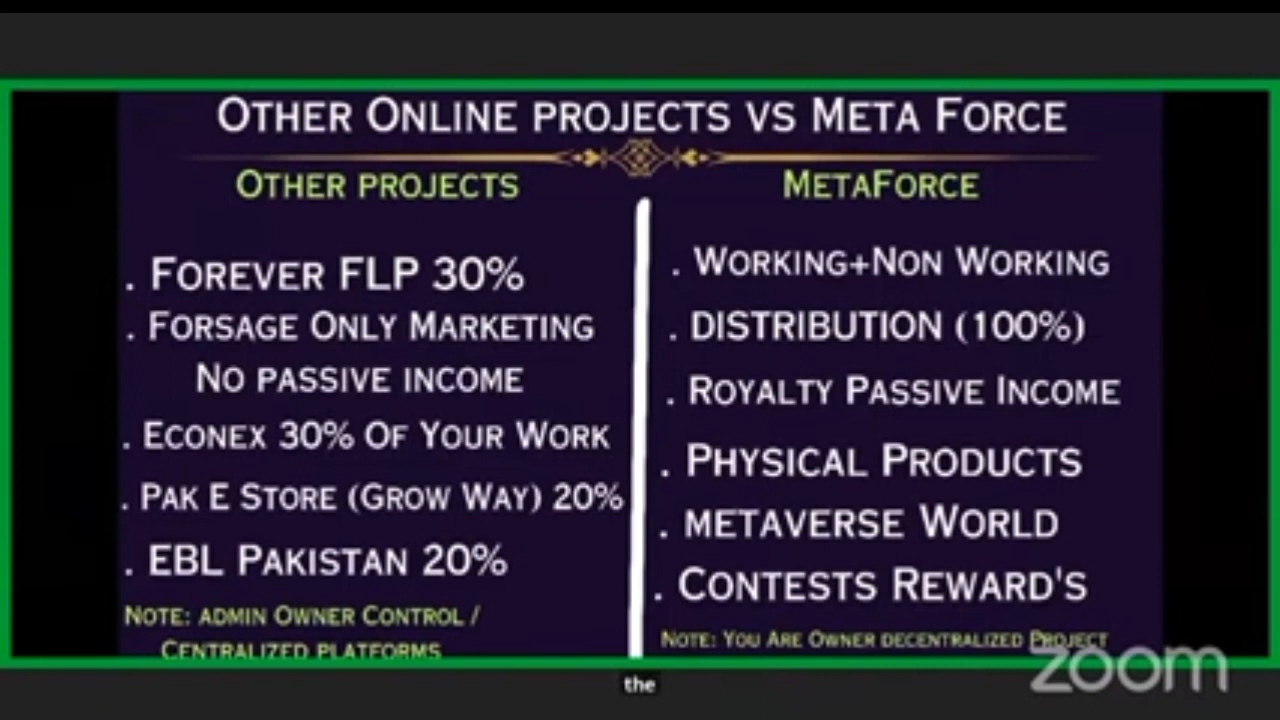 Other Online projects vs Meta Force
Other projects
. Forever FLP 30%
. Forsage Only Marketing
No passive income
. Econex 30% Of Your Work
. Pak E Store (Grow Way) 20%
. EBL Pakistan 20%
Note: admin Owner Control /
Centralized platforms
MetaForce
. Working+Non Working
. DISTRIBUTION (100%)
. Royalty Passive Income
. Physical Products
. metaverse World
. Contests Reward's
Note: You Are Owner decentralized Project
zoom
the